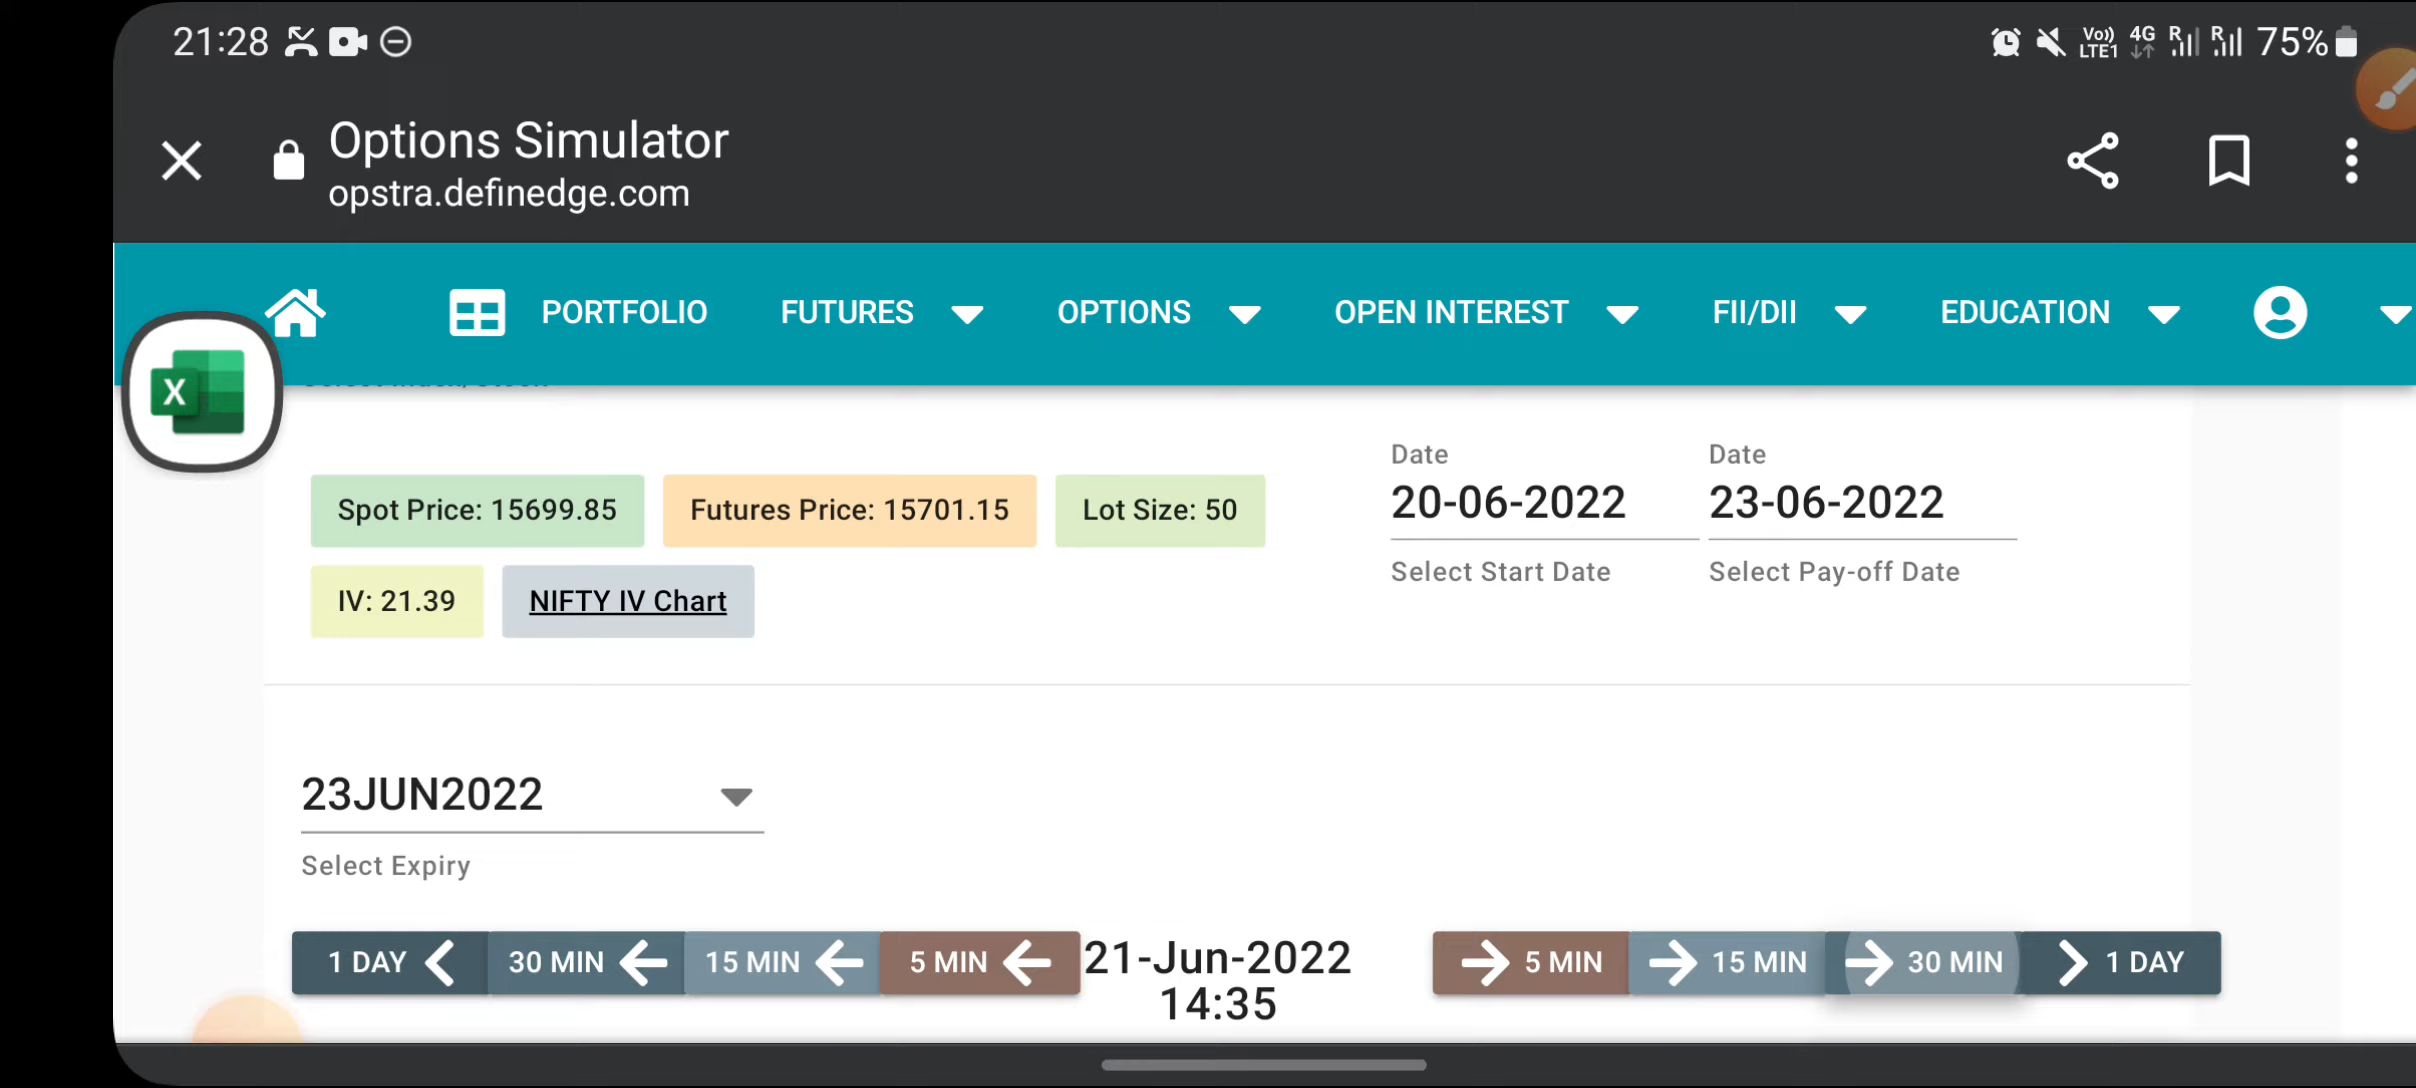 21:28
Vo)) LTE1 4G R R 75%
Options Simulator
opstra.definedge.com
PORTFOLIO FUTURES OPTIONS OPEN INTEREST FII/DII EDUCATION
X
Date Date
Spot Price: 15699.85 Futures Price: 15701.15 Lot Size: 50 20-06-2022 23-06-2022
IV: 21.39 NIFTY IV Chart Select Start Date Select Pay-off Date
23JUN2022
Select Expiry
1 DAY 30 MIN 15 MIN 5 MIN 21-Jun-2022 5 MIN 15 MIN 30 MIN 1 DAY
14:35